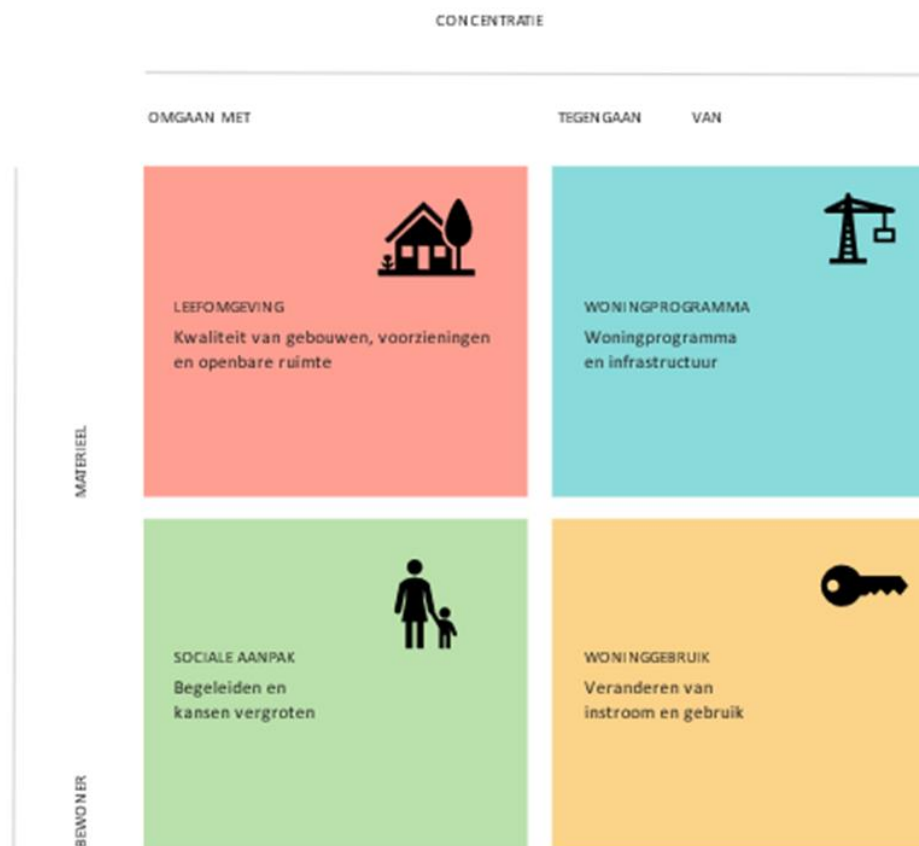 CONCENTRATIE
OMGAAN MET
TEGENGAAN VAN
MATERIEEL
LEEFOMGEVING
Kwaliteit van gebouwen, voorzieningen
en openbare ruimte
WONINGPROGRAMMA
Woningprogramma
en infrastructuur
BEWONER
SOCIALE AANPAK
Begeleiden en
kansen vergroten
WONINGGEBRUIK
Veranderen van
instroom en gebruik